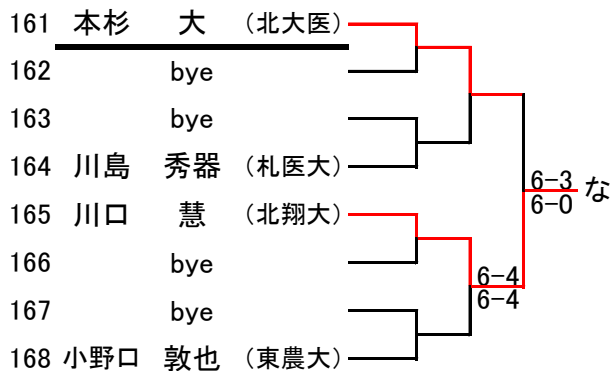 161 本杉 大 (北大医)
162 bye
163 bye
164 川島 秀器 (札医大)
6-3
6-0
な
165 川口 慧 (北翔大)
166 bye
6-4
6-4
167 bye
168 小野口 敦也 (東農大)